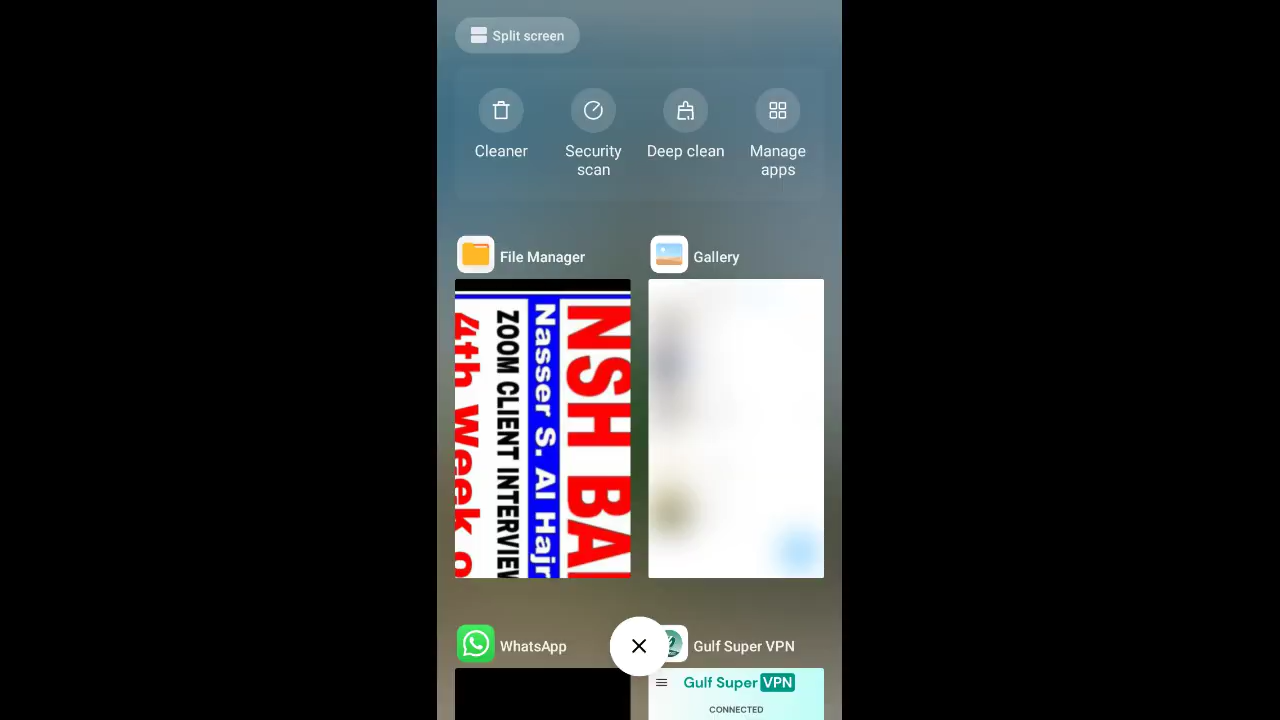 Split screen
Cleaner
Security
scan
Deep clean
Manage
apps
File Manager
Gallery
NSH BA
Nasser S. Al Hajr
ZOOM CLIENT INTERVIEW
4th Week o
WhatsApp
Gulf Super VPN
Gulf Super VPN
CONNECTED